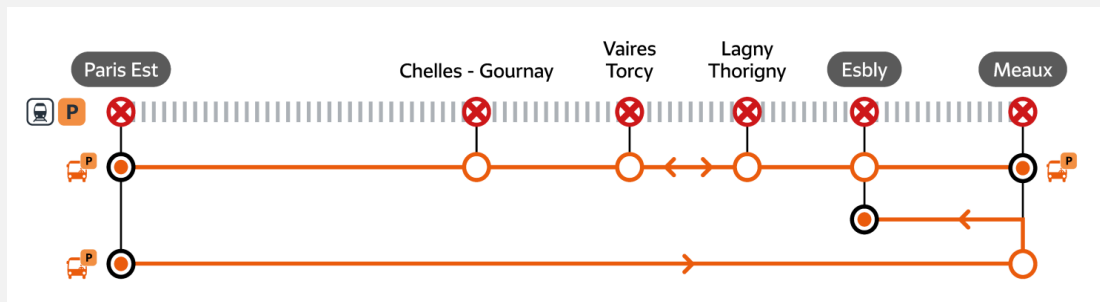 Paris Est
Chelles - Gournay
Vaires
Torcy
Lagny
Thorigny
Esbly
Meaux
P
P
P
P